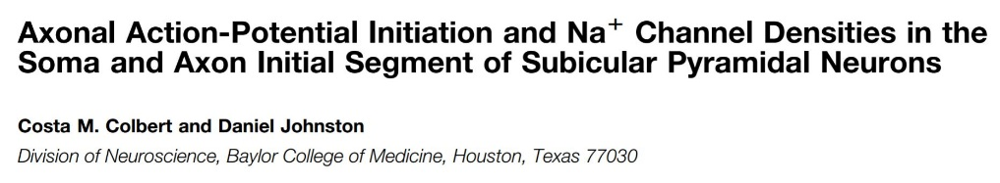 Axonal Action-Potential Initiation and Na⁺ Channel Densities in the
Soma and Axon Initial Segment of Subicular Pyramidal Neurons
Costa M. Colbert and Daniel Johnston
Division of Neuroscience, Baylor College of Medicine, Houston, Texas 77030